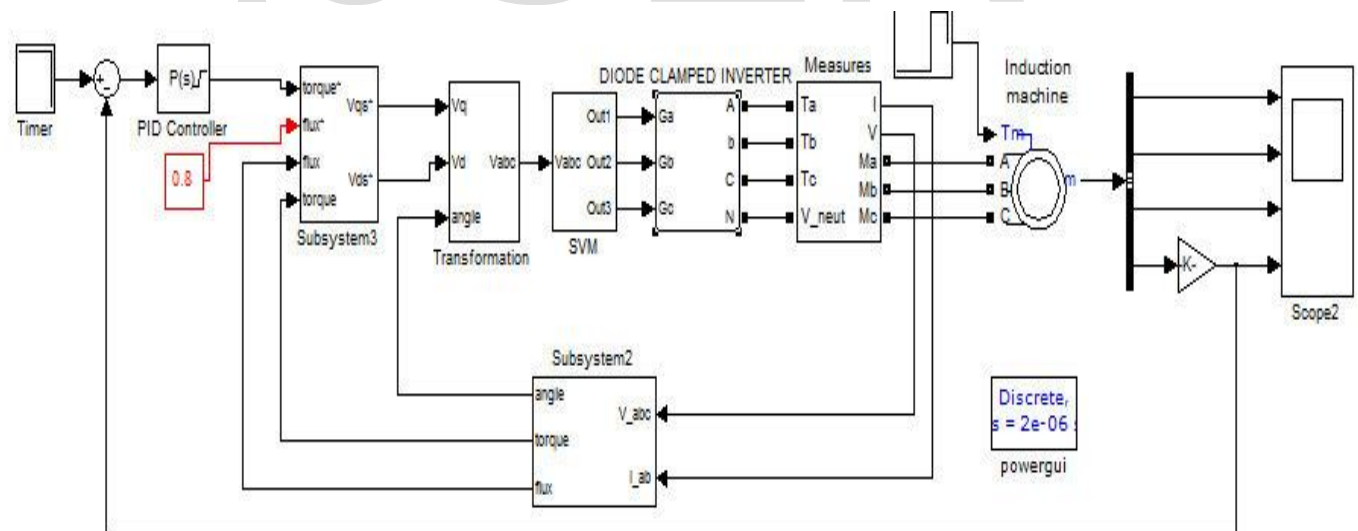 Timer
+
-
P(s)
PID Controller
0.8
torque*
flux*
flux
torque
Vqs*
Vds*
Subsystem3
Vq
Vd
angle
Vabc
Transformation
Vabc
Out1
Out2
Out3
SVM
DIODE CLAMPED INVERTER
Ga
Gb
Gc
A
b
C
N
Measures
Ta
Tb
Tc
V_neut
I
V
Ma
Mb
Mc
Induction
machine
Tm
A
B
C
m
-K-
Scope2
Subsystem2
angle
torque
flux
V_abc
I_ab
Discrete,
s = 2e-06 s
powergui